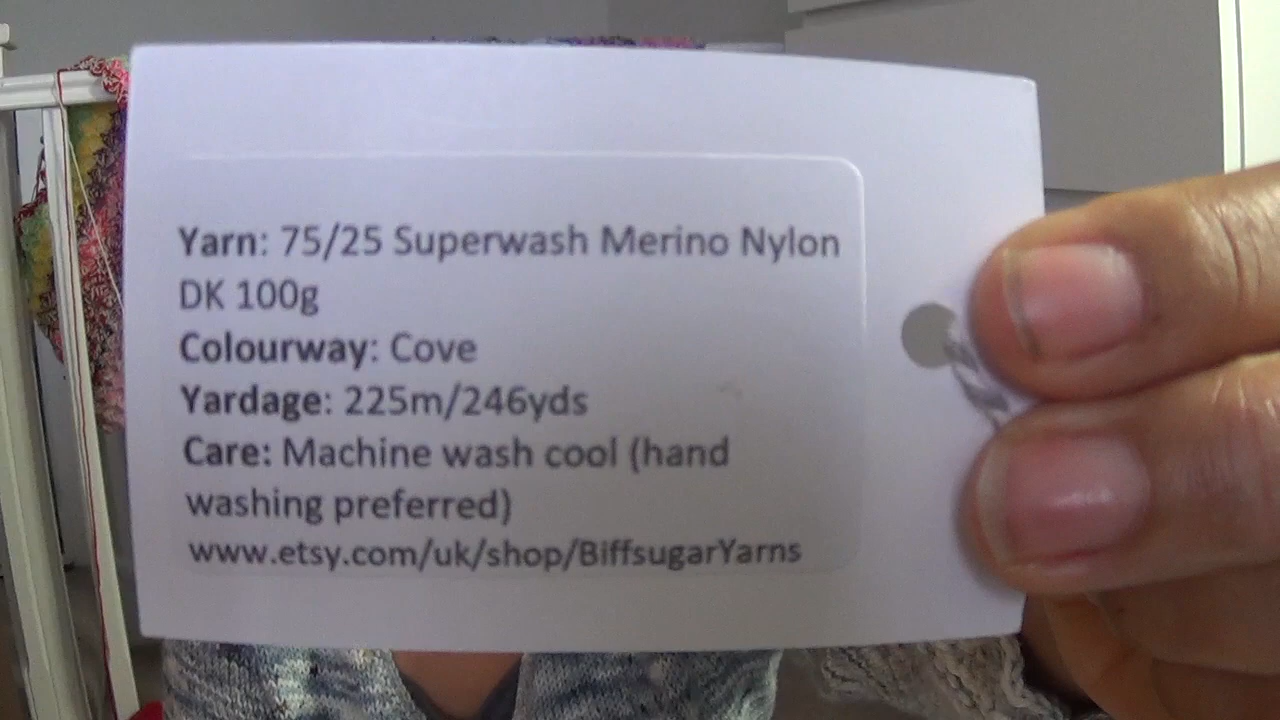 Yarn: 75/25 Superwash Merino Nylon
DK 100g
Colourway: Cove
Yardage: 225m/246yds
Care: Machine wash cool (hand
washing preferred)
www.etsy.com/uk/shop/BiffsugarYarns